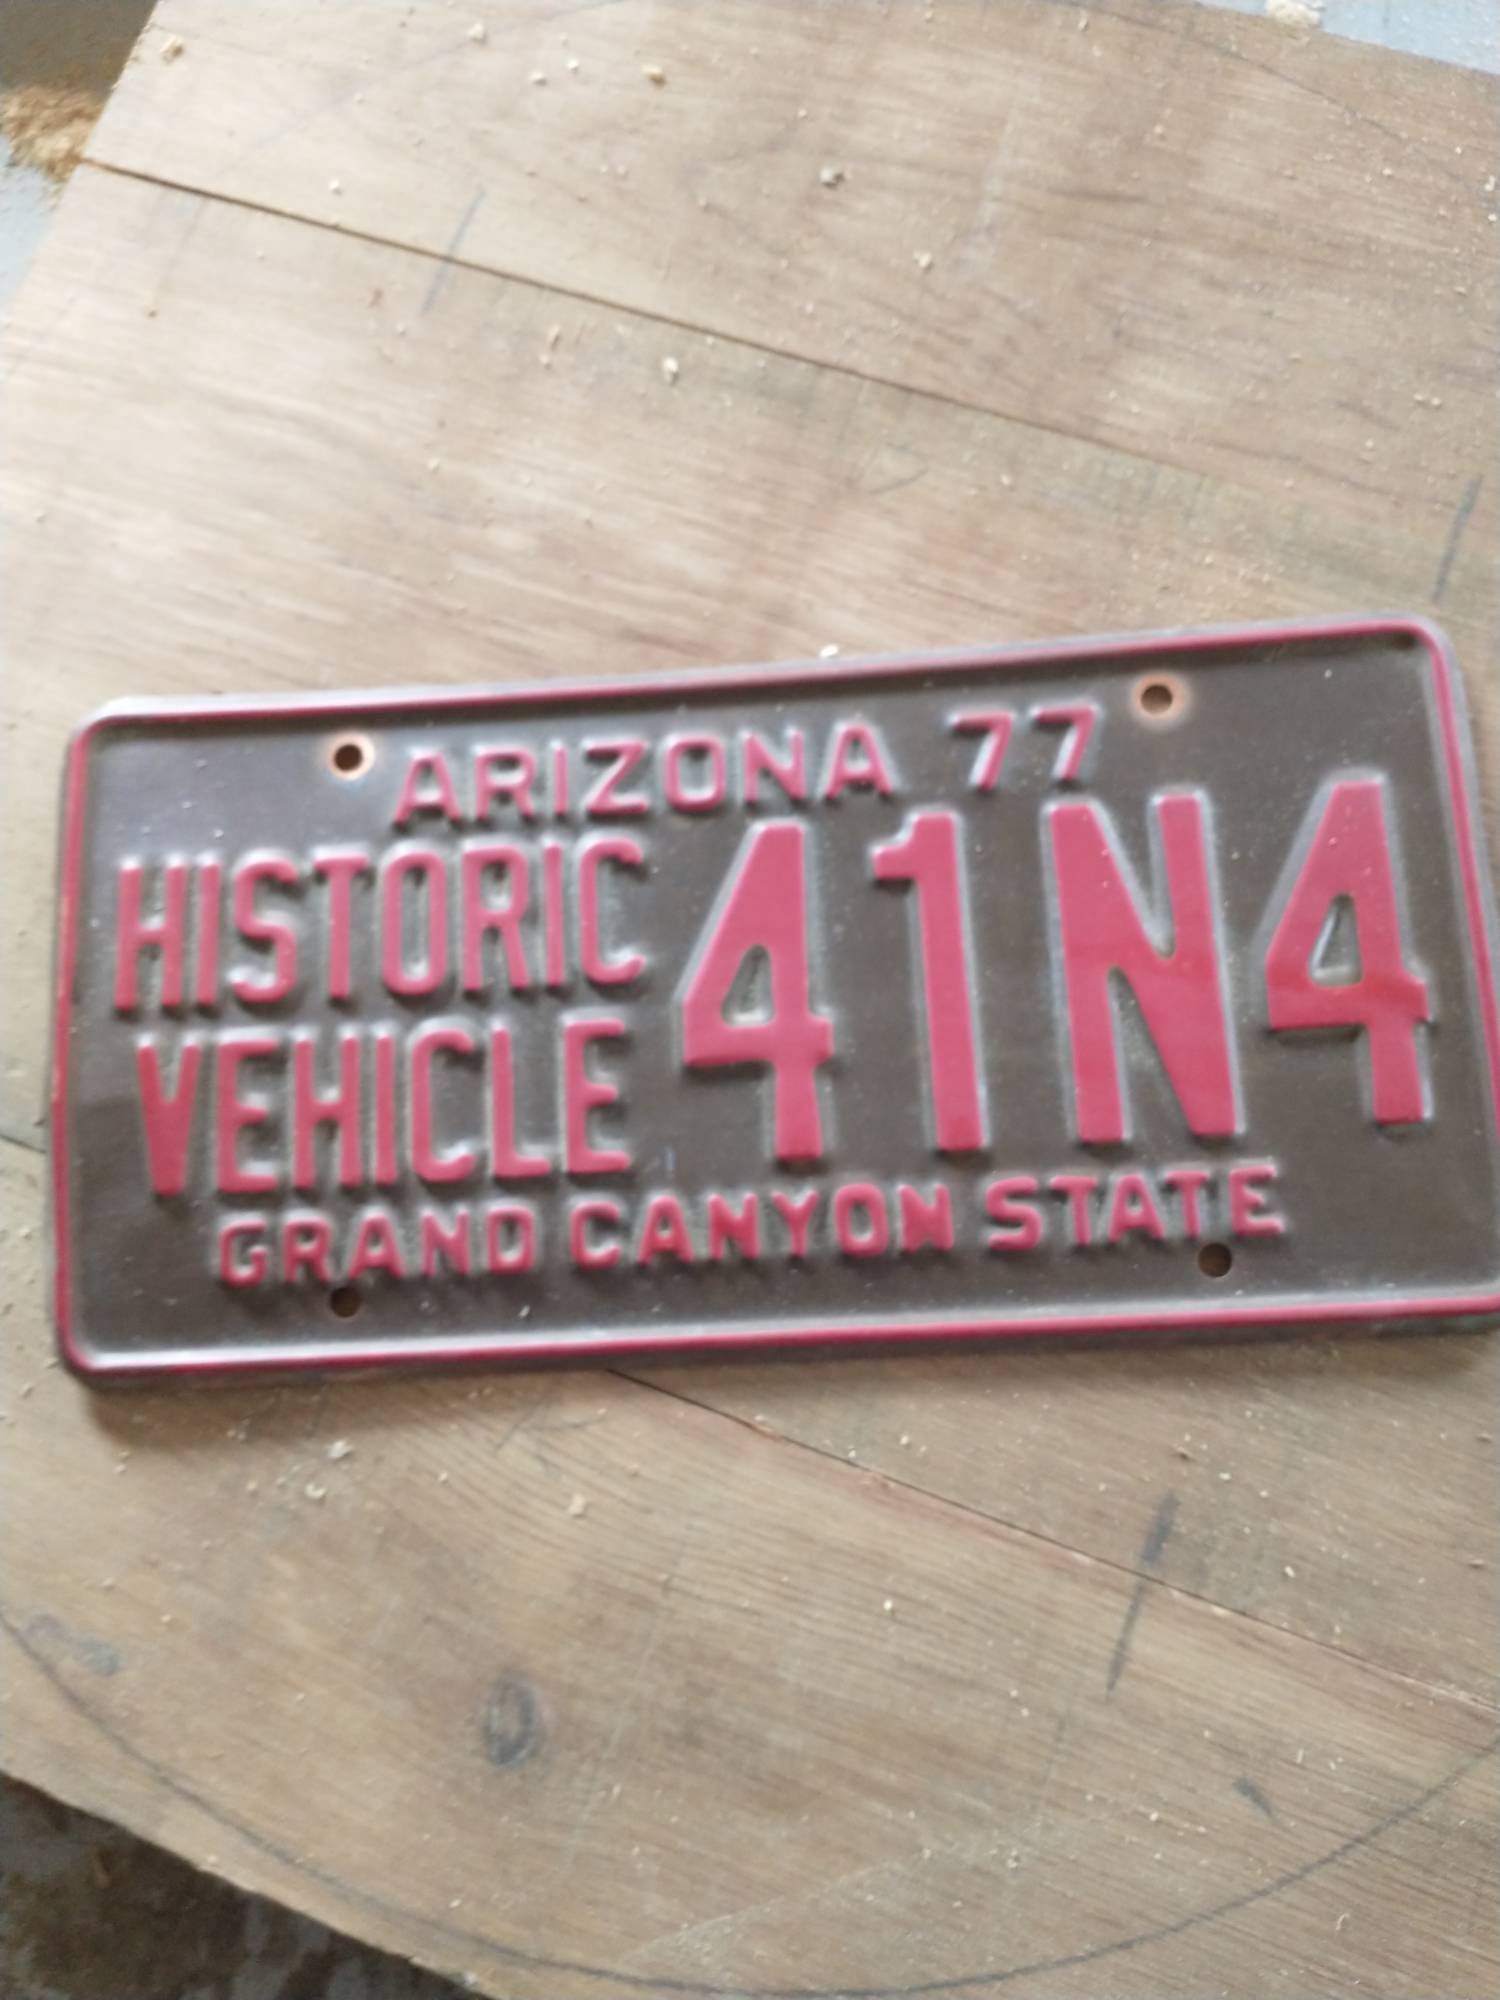 ARIZONA 77
HISTORIC
VEHICLE
41N4
GRAND CANYON STATE